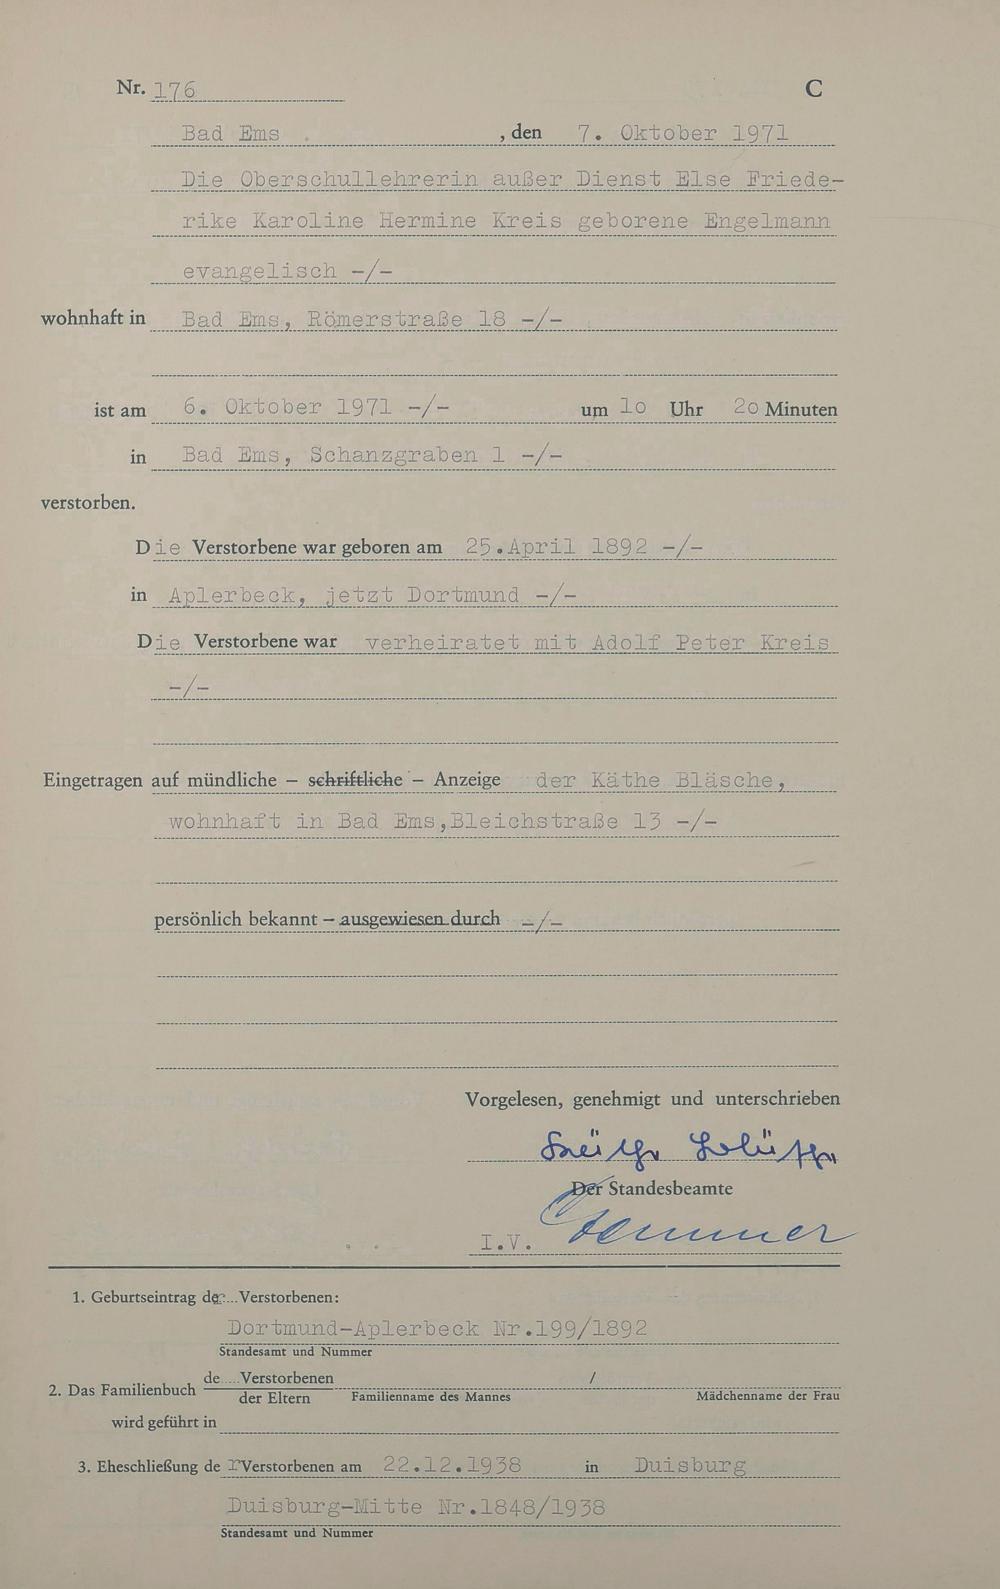 Nr. 176 C
Bad Ems , den 7. Oktober 1971
Die Oberschullehrerin außer Dienst Else Friede-
rike Karoline Hermine Kreis geborene Engelmann
evangelisch -/-
wohnhaft in Bad Ems, Römerstraße 18 -/-
ist am 6. Oktober 1971 -/- um 10 Uhr 20 Minuten
in Bad Ems, Schanzgraben 1 -/-
verstorben.
Die Verstorbene war geboren am 25.April 1892 -/-
in Aplerbeck, jetzt Dortmund -/-
Die Verstorbene war verheiratet mit Adolf Peter Kreis
-/-
Eingetragen auf mündliche – schriftliche – Anzeige der Käthe Bläsche,
wohnhaft in Bad Ems,Bleichstraße 13 -/-
persönlich bekannt – ausgewiesen durch -/-
Vorgelesen, genehmigt und unterschrieben
Der Standesbeamte
I.V.
1. Geburtseintrag der Verstorbenen:
Dortmund-Aplerbeck Nr.199/1892
Standesamt und Nummer
2. Das Familienbuch de.....Verstorbenen /
der Eltern Familienname des Mannes Mädchenname der Frau
wird geführt in
3. Eheschließung der Verstorbenen am 22.12.1938 in Duisburg
Duisburg-Mitte Nr.1848/1938
Standesamt und Nummer